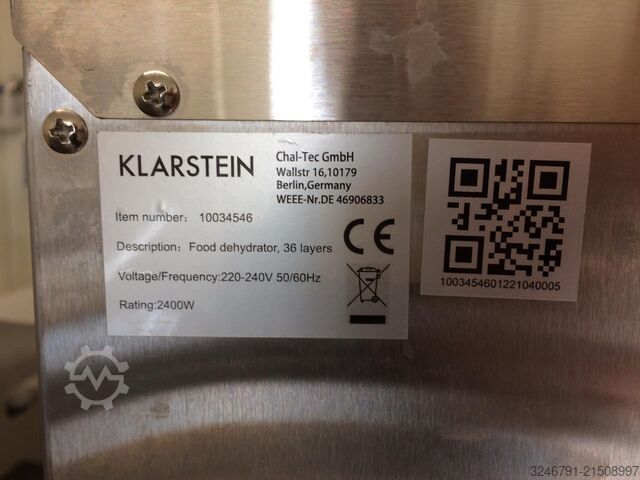 KLARSTEIN
Chal-Tec GmbH
Wallstr 16,10179
Berlin,Germany
WEEE-Nr.DE 46906833
Item number: 10034546
Description: Food dehydrator, 36 layers
CE
Voltage/Frequency:220-240V 50/60Hz
Rating:2400W
1003454601221040005
3246791-21508997